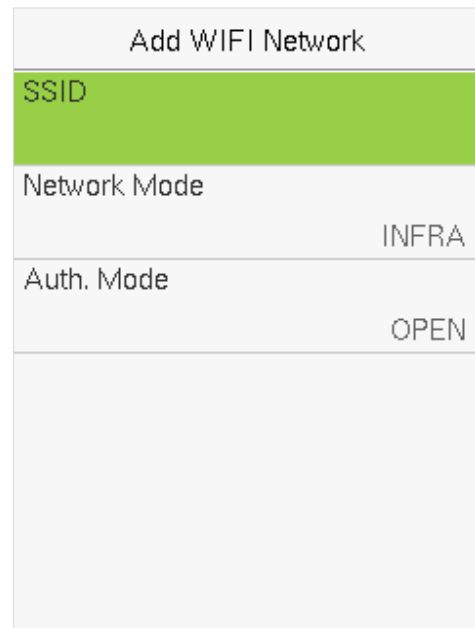 Add WIFI Network
SSID
Network Mode
INFRA
Auth. Mode
OPEN